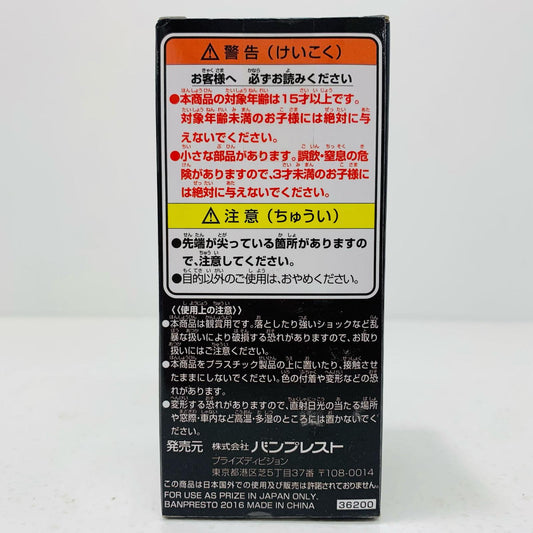 ⚠警告(けいこく)
お客様へ 必ずお読みください
●本商品の対象年齢は15才以上です。
対象年齢未満のお子様には絶対に与
えないでください。
●小さな部品があります。誤飲・窒息の危
険がありますので、3才未満のお子様に
は絶対に与えないでください。
⚠注意(ちゅうい)
●先端が尖っている箇所がありますの
で、注意してください。
●目的以外のご使用は、おやめください。
《使用上の注意》
●本商品は観賞用です。落としたり強いショックなど乱
暴な扱いにより破損する恐れがありますので、お取り
扱いにはご注意ください。
●本商品をプラスチック製品の上に置いたり、接触させ
たままにしないでください。色の付着や変形などの恐
れがあります。
●変形する恐れがありますので、直射日光の当たる場所
や窓際・車内など高温・多湿のところには置かないでく
ださい。
発売元 株式会社 バンプレスト
プライズディビジョン
東京都港区芝5丁目37番 〒108-0014
この商品は日本国外での使用及び販売は許諾されておりません。
FOR USE AS PRIZE IN JAPAN ONLY.
BANPRESTO 2016 MADE IN CHINA
36200